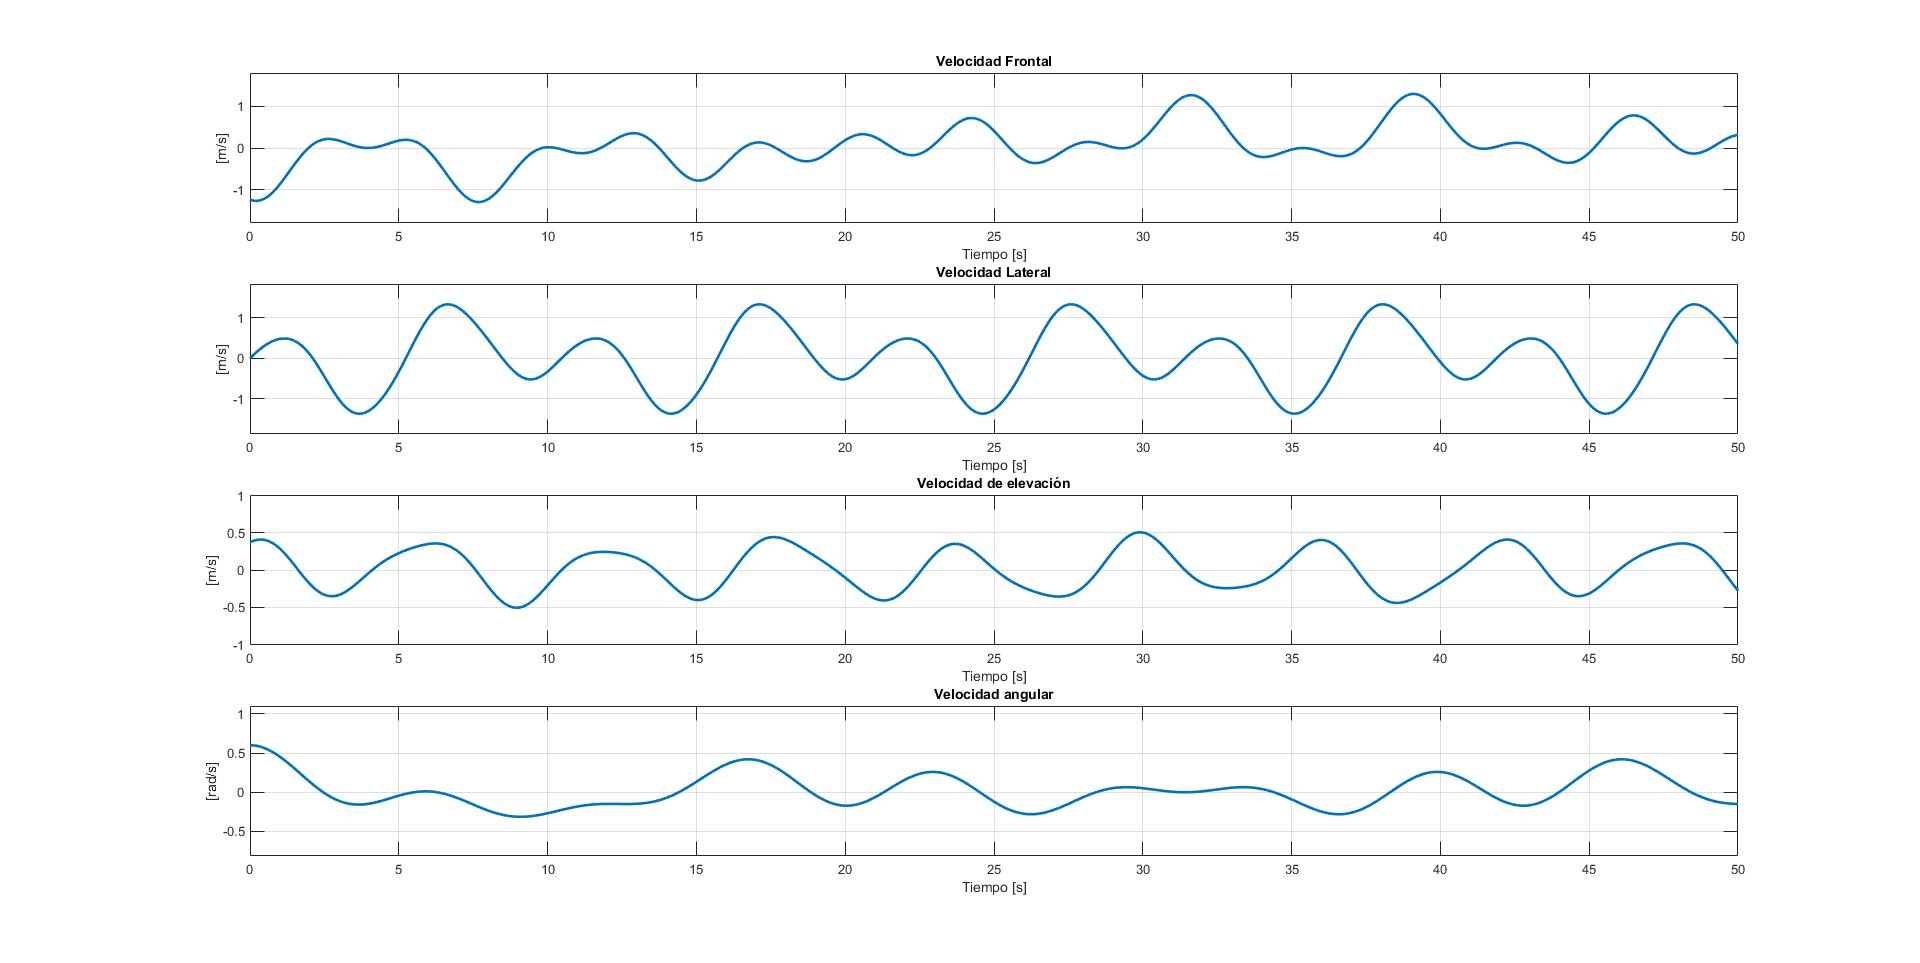 Velocidad Frontal
[m/s]
1
0
-1
0 5 10 15 20 25 30 35 40 45 50
Tiempo [s]
Velocidad Lateral
[m/s]
1
0
-1
0 5 10 15 20 25 30 35 40 45 50
Tiempo [s]
Velocidad de elevación
[m/s]
1
0.5
0
-0.5
-1
0 5 10 15 20 25 30 35 40 45 50
Tiempo [s]
Velocidad angular
[rad/s]
1
0.5
0
-0.5
0 5 10 15 20 25 30 35 40 45 50
Tiempo [s]